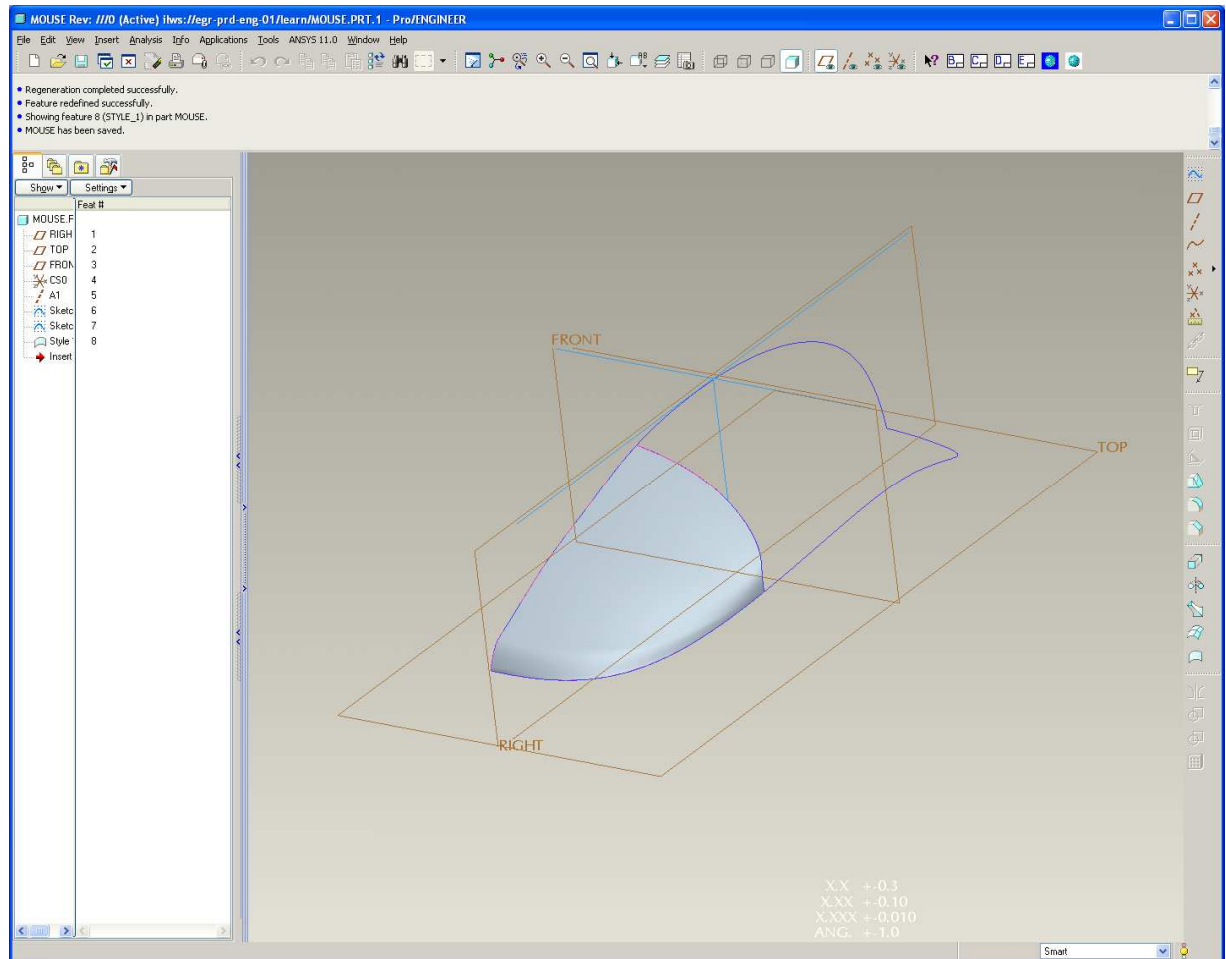 MOUSE Rev: ///0 (Active) ilws://egr-prd-eng-01/learn/MOUSE.PRT.1 - Pro/ENGINEER
File Edit View Insert Analysis Info Applications Tools ANSYS 11.0 Window Help
• Regeneration completed successfully.
• Feature redefined successfully.
• Showing feature 8 (STYLE_1) in part MOUSE.
• MOUSE has been saved.
Show Settings
Feat #
MOUSE.F
RIGH 1
TOP 2
FRON 3
CS0 4
A1 5
Sketc 6
Sketc 7
Style 8
Insert
FRONT
TOP
RIGHT
X.X +-0.3
X.XX +-0.10
X.XXX +-0.010
ANG. +-1.0
Smart